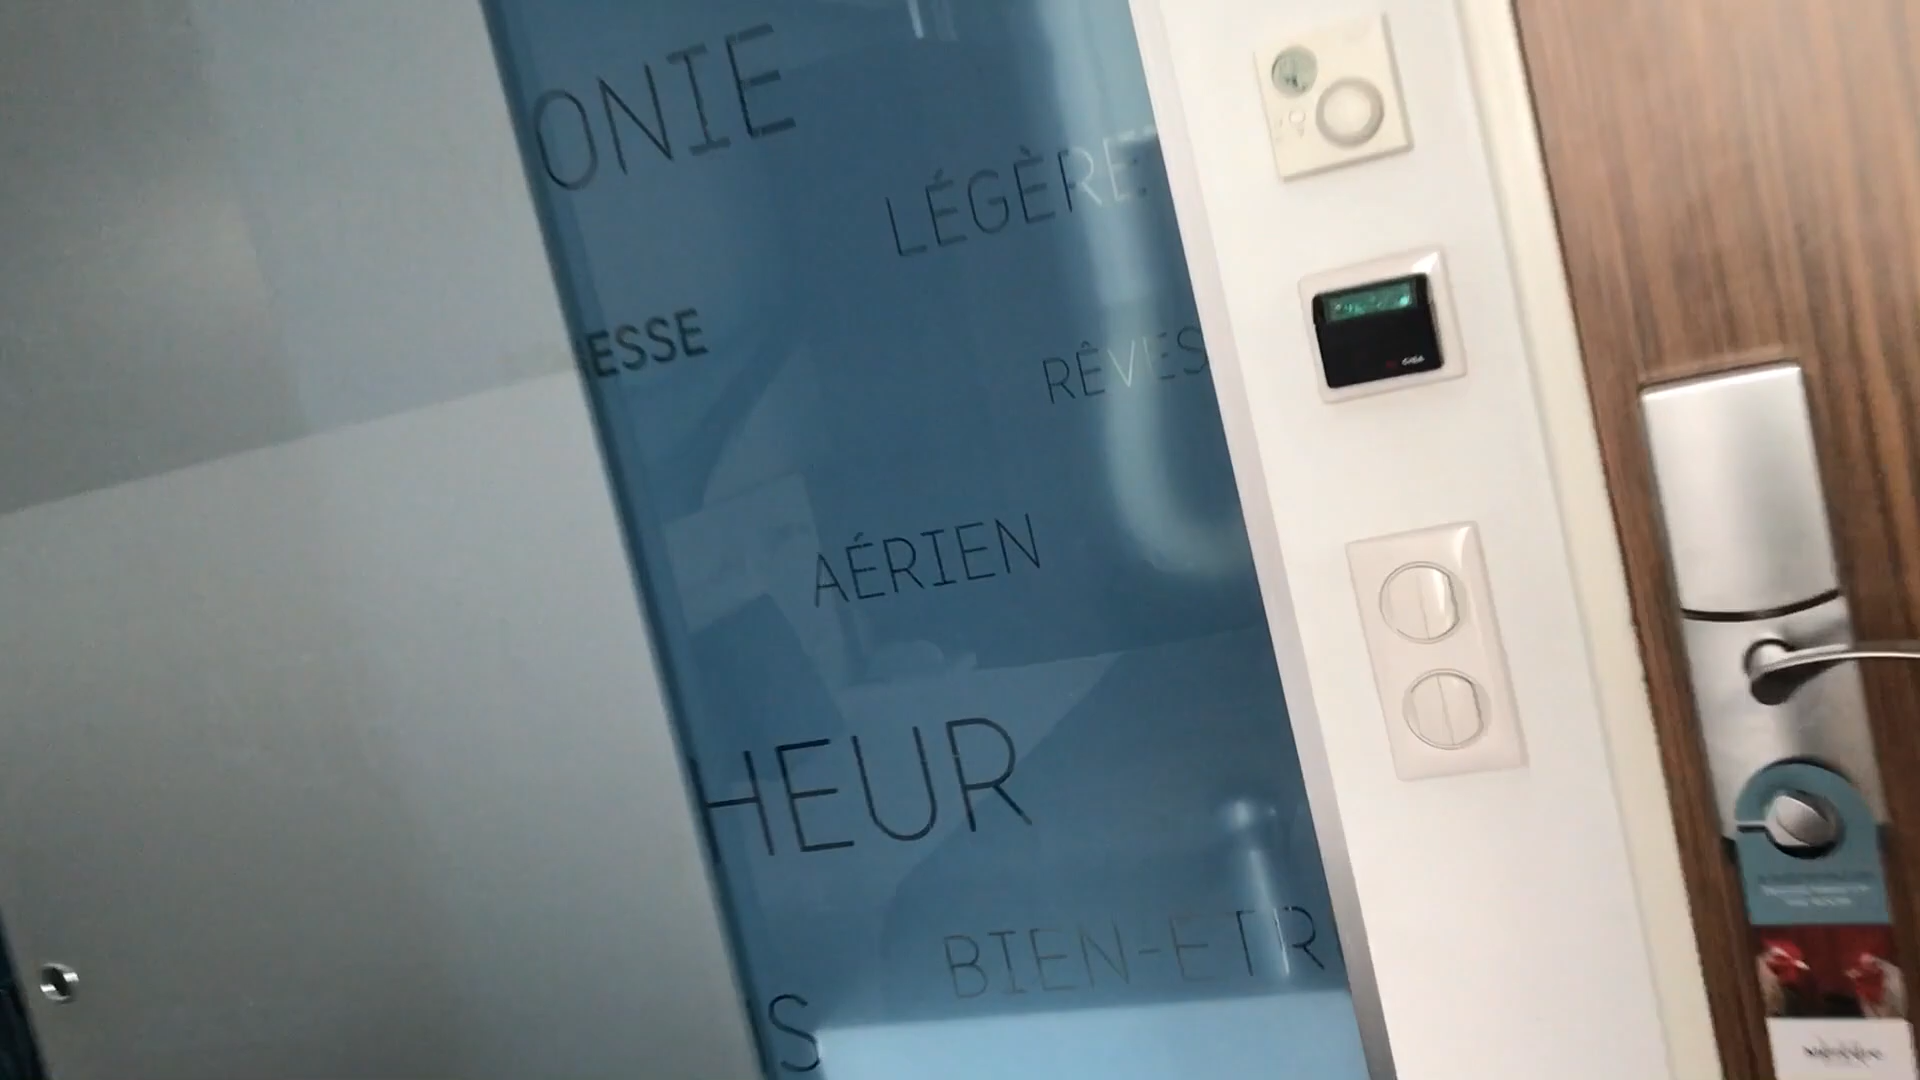 ONIE
LÉGÈRE
ESSE
RÊVES
AÉRIEN
HEUR
BIEN-ETR
S